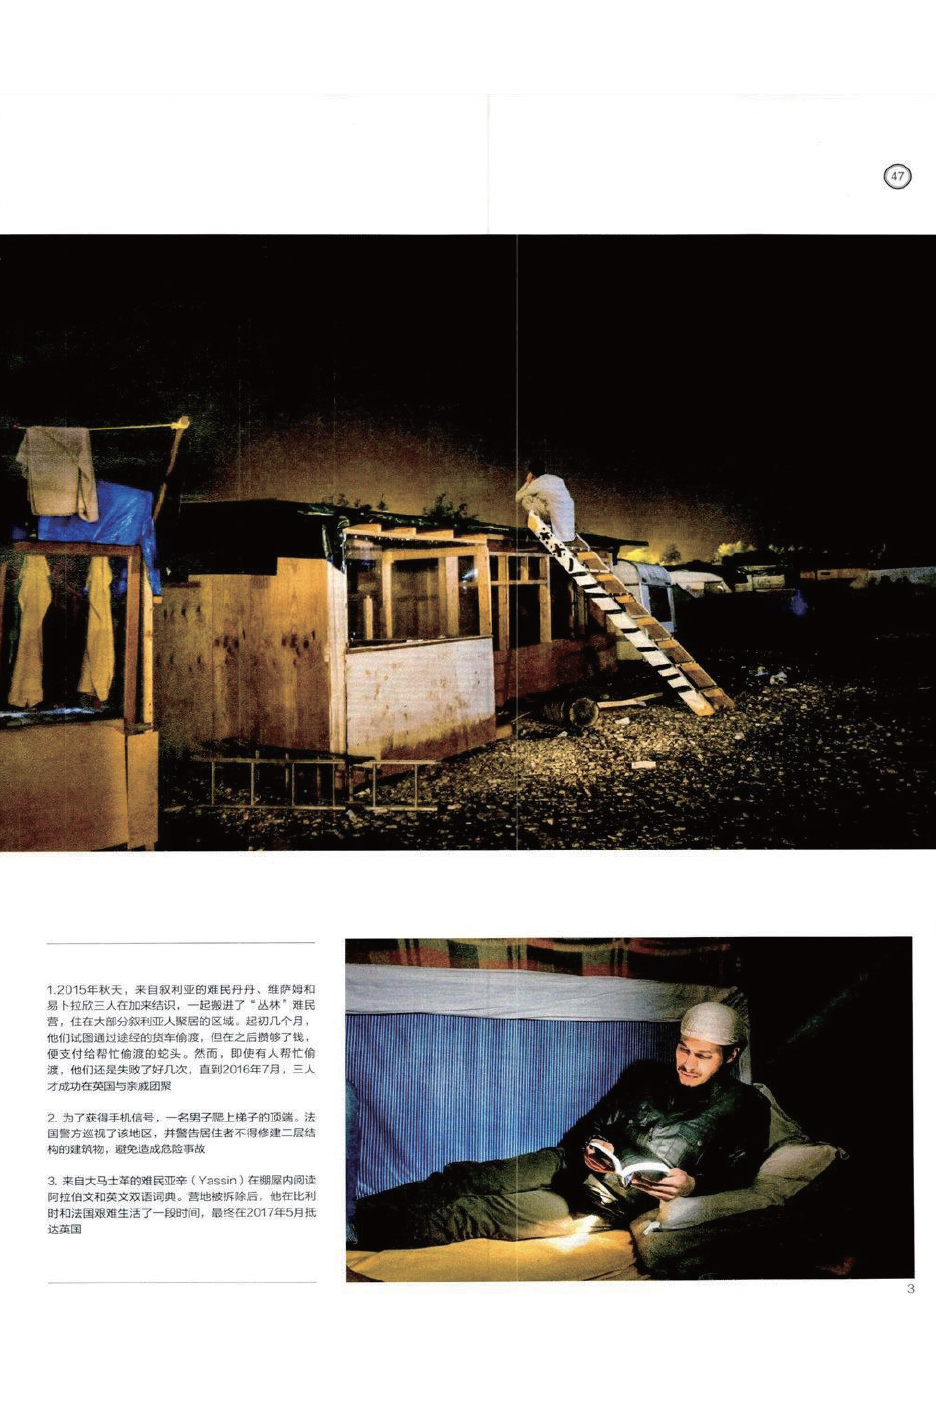 47
1.2015年秋天，来自叙利亚的难民丹丹、维萨姆和
易卜拉欣三人在加来结识，一起搬进了“丛林”难民
营，住在大部分叙利亚人聚居的区域。起初几个月，
他们试图通过途经的货车偷渡，但在之后攒够了钱，
便支付给帮忙偷渡的蛇头。然而，即使有人帮忙偷
渡，他们还是失败了好几次，直到2016年7月，三人
才成功在英国与亲戚团聚
2. 为了获得手机信号，一名男子爬上梯子的顶端。法
国警方巡视了该地区，并警告居住者不得修建二层结
构的建筑物，避免造成危险事故
3. 来自大马士革的难民亚辛（Yassin）在棚屋内阅读
阿拉伯文和英文双语词典。营地被拆除后，他在比利
时和法国艰难生活了一段时间，最终在2017年5月抵
达英国
3